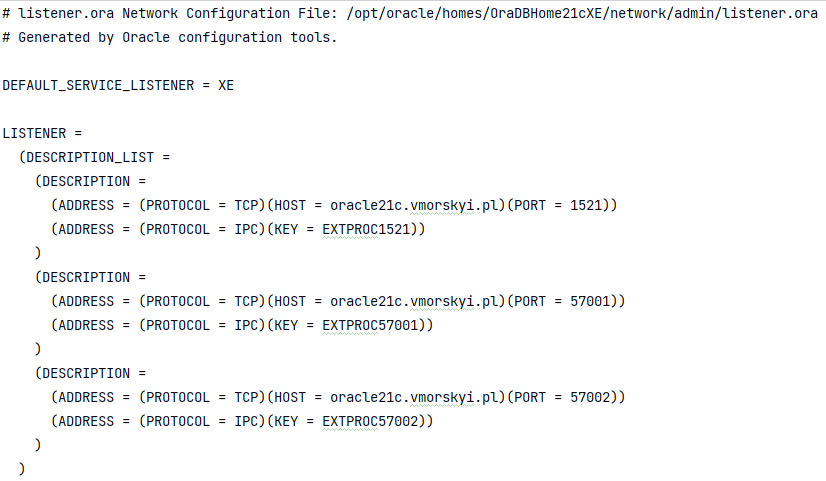 # listener.ora Network Configuration File: /opt/oracle/homes/OraDBHome21cXE/network/admin/listener.ora
# Generated by Oracle configuration tools.

DEFAULT_SERVICE_LISTENER = XE

LISTENER =
  (DESCRIPTION_LIST =
    (DESCRIPTION =
      (ADDRESS = (PROTOCOL = TCP)(HOST = oracle21c.vmorskyi.pl)(PORT = 1521))
      (ADDRESS = (PROTOCOL = IPC)(KEY = EXTPROC1521))
    )
    (DESCRIPTION =
      (ADDRESS = (PROTOCOL = TCP)(HOST = oracle21c.vmorskyi.pl)(PORT = 57001))
      (ADDRESS = (PROTOCOL = IPC)(KEY = EXTPROC57001))
    )
    (DESCRIPTION =
      (ADDRESS = (PROTOCOL = TCP)(HOST = oracle21c.vmorskyi.pl)(PORT = 57002))
      (ADDRESS = (PROTOCOL = IPC)(KEY = EXTPROC57002))
    )
  )